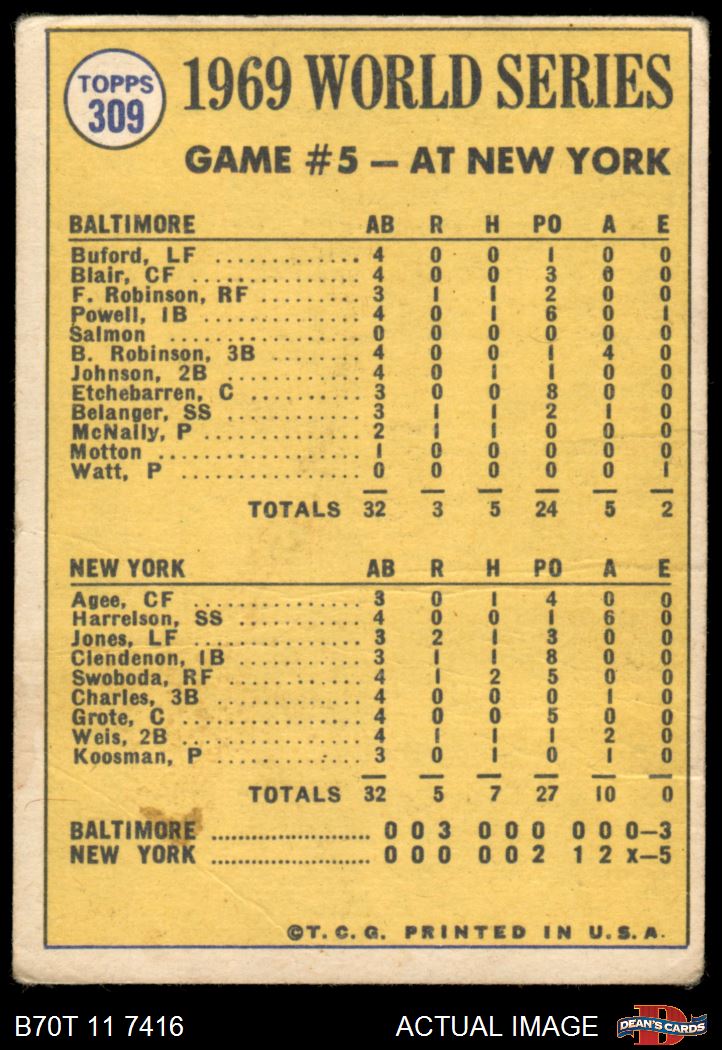 TOPPS
309
1969 WORLD SERIES
GAME #5 — AT NEW YORK
BALTIMORE AB R H PO A E
Buford, LF .............. 4 0 0 1 0 0
Blair, CF ................ 4 0 0 3 0 0
F. Robinson, RF ......... 3 1 1 2 0 0
Powell, 1B .............. 4 0 1 6 0 1
Salmon .................. 0 0 0 0 0 0
B. Robinson, 3B ......... 4 0 0 1 4 0
Johnson, 2B ............. 4 0 1 1 0 0
Etchebarren, C .......... 3 0 0 8 0 0
Belanger, SS ............ 3 1 1 2 1 0
McNally, P .............. 2 1 1 0 0 0
Motton .................. 1 0 0 0 0 0
Watt, P ................. 0 0 0 0 0 1
TOTALS 32 3 5 24 5 2
NEW YORK AB R H PO A E
Agee, CF ................ 3 0 1 4 0 0
Harrelson, SS ........... 4 0 0 1 6 0
Jones, LF ............... 3 2 1 3 0 0
Clendenon, 1B ........... 3 1 1 8 0 0
Swoboda, RF ............. 4 1 2 5 0 0
Charles, 3B ............. 4 0 0 0 1 0
Grote, C ................ 4 0 0 5 0 0
Weis, 2B ................ 4 1 1 1 2 0
Koosman, P .............. 3 0 1 0 1 0
TOTALS 32 5 7 27 10 0
BALTIMORE ........................ 0 0 3 0 0 0 0 0 0—3
NEW YORK ........................ 0 0 0 0 0 2 1 2 x—5
©T. C. G. PRINTED IN U. S. A.
B70T 11 7416 ACTUAL IMAGE D DEAN'S CARDS